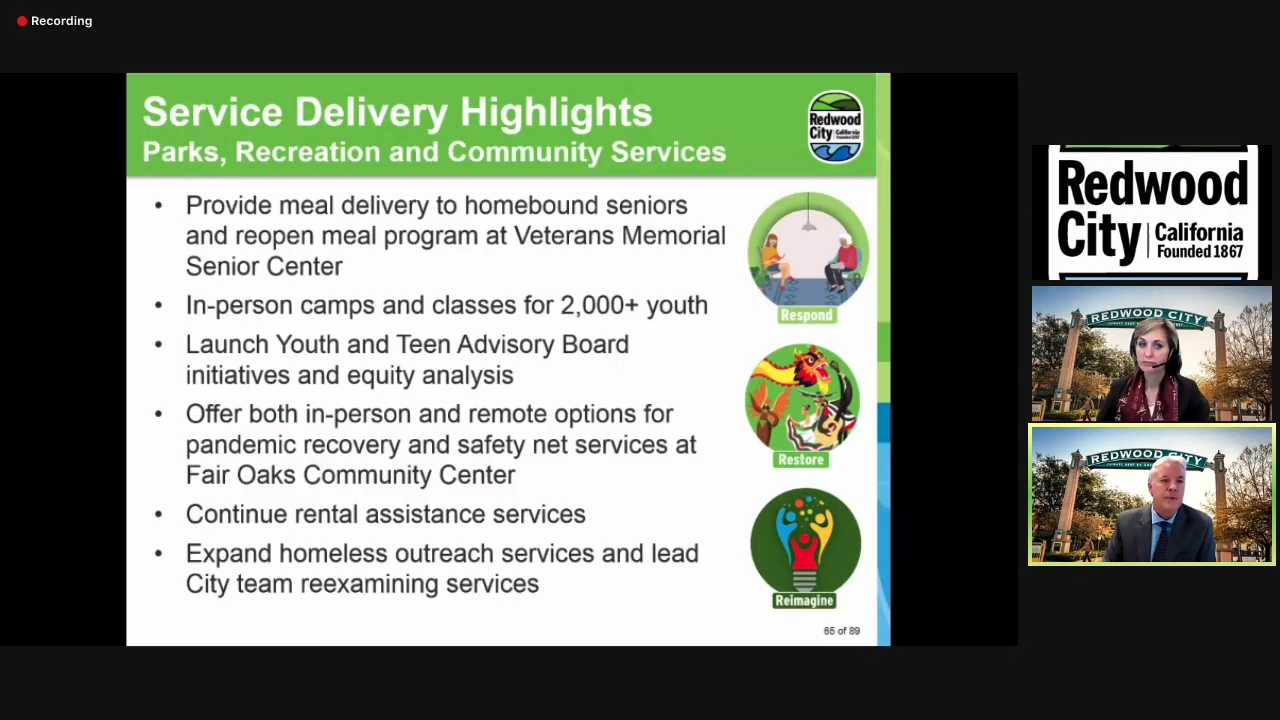 Recording
Service Delivery Highlights
Parks, Recreation and Community Services
Redwood
City California
Founded 1867
• Provide meal delivery to homebound seniors
and reopen meal program at Veterans Memorial
Senior Center
• In-person camps and classes for 2,000+ youth
• Launch Youth and Teen Advisory Board
initiatives and equity analysis
• Offer both in-person and remote options for
pandemic recovery and safety net services at
Fair Oaks Community Center
• Continue rental assistance services
• Expand homeless outreach services and lead
City team reexamining services
Respond
Restore
Reimagine
65 of 89
Redwood
City California
Founded 1867
REDWOOD CITY
REDWOOD CITY